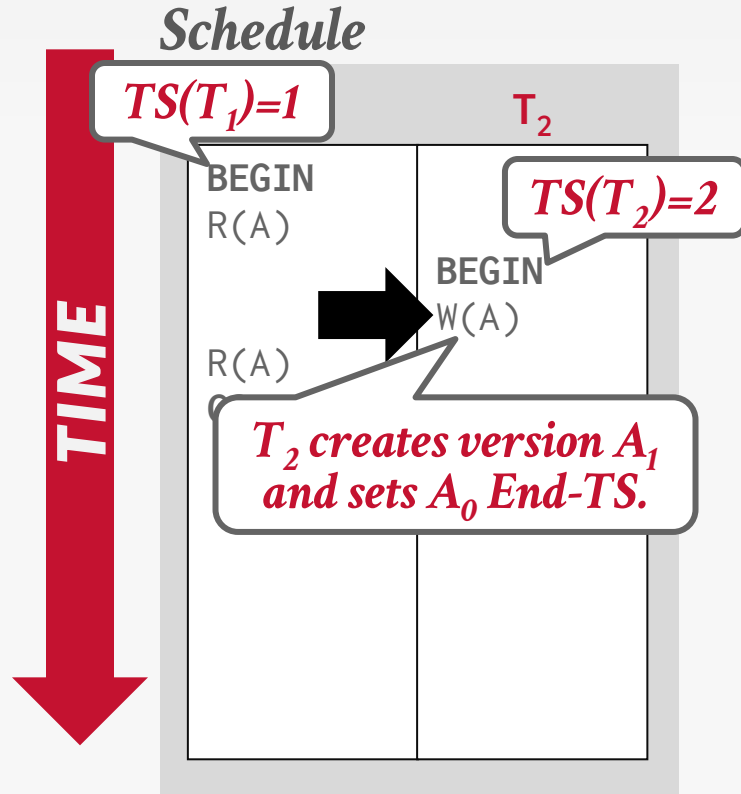 Schedule
TS(T₁)=1
T₂
BEGIN
TS(T₂)=2
R(A)
BEGIN
W(A)
R(A)
T₂ creates version A₁
and sets A₀ End-TS.
TIME